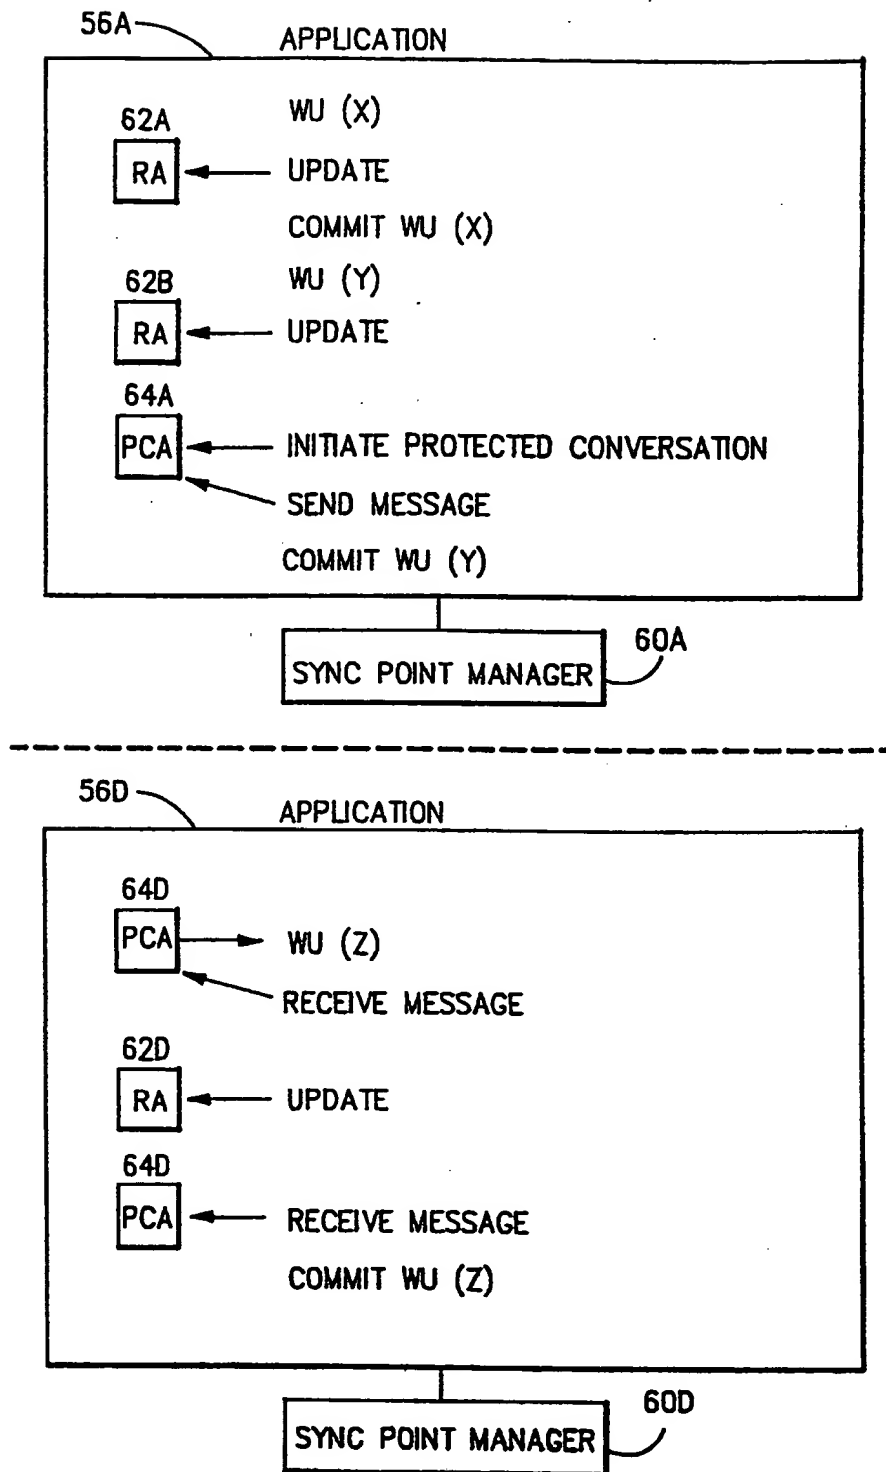 56A
APPLICATION
WU (X)
62A
RA
UPDATE
COMMIT WU (X)
WU (Y)
62B
RA
UPDATE
64A
PCA
INITIATE PROTECTED CONVERSATION
SEND MESSAGE
COMMIT WU (Y)
SYNC POINT MANAGER
60A
56D
APPLICATION
64D
PCA
WU (Z)
RECEIVE MESSAGE
62D
RA
UPDATE
64D
PCA
RECEIVE MESSAGE
COMMIT WU (Z)
60D
SYNC POINT MANAGER